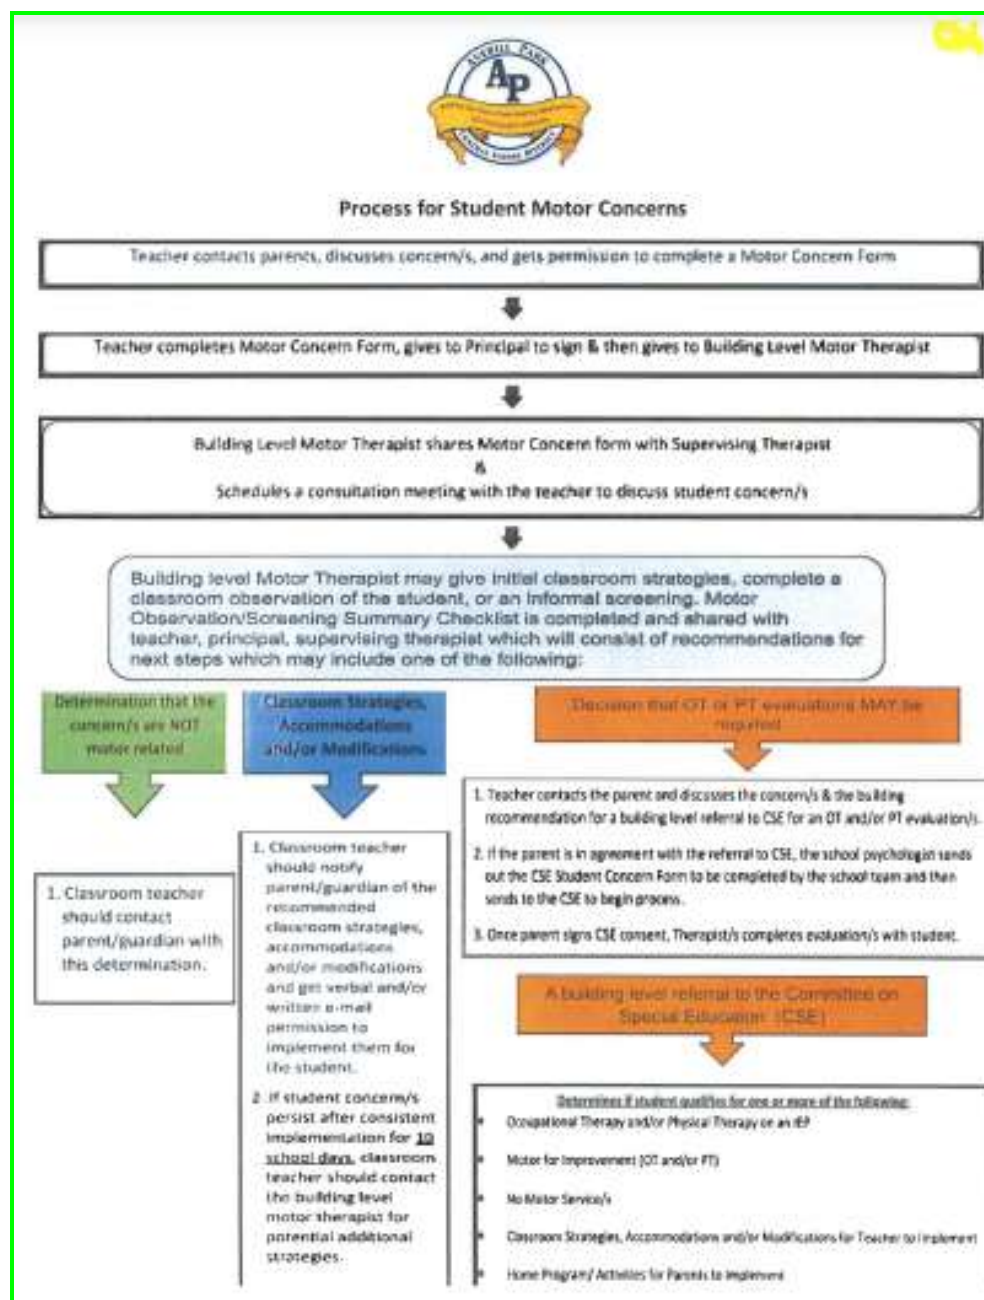 AVERILL PARK
AP
CENTRAL SCHOOL DISTRICT
Process for Student Motor Concerns
Teacher contacts parents, discusses concern/s, and gets permission to complete a Motor Concern Form
Teacher completes Motor Concern Form, gives to Principal to sign & then gives to Building Level Motor Therapist
Building Level Motor Therapist shares Motor Concern form with Supervising Therapist
&
Schedules a consultation meeting with the teacher to discuss student concern/s
Building level Motor Therapist may give initial classroom strategies, complete a
classroom observation of the student, or an informal screening. Motor
Observation/Screening Summary Checklist is completed and shared with
teacher, principal, supervising therapist which will consist of recommendations for
next steps which may include one of the following:
Determination that the
concern/s are NOT
motor related
1. Classroom teacher
should contact
parent/guardian with
this determination.
Classroom Strategies,
Accommodations
and/or Modifications
1. Classroom teacher
should notify
parent/guardian of the
recommended
classroom strategies,
accommodations
and/or modifications
and get verbal and/or
written e-mail
permission to
implement them for
the student.
2. If student concern/s
persist after consistent
implementation for 10
school days, classroom
teacher should contact
the building level
motor therapist for
potential additional
strategies.
Decision that OT or PT evaluations MAY be
required
1. Teacher contacts the parent and discusses the concern/s & the building
recommendation for a building level referral to CSE for an OT and/or PT evaluation/s.
2. If the parent is in agreement with the referral to CSE, the school psychologist sends
out the CSE Student Concern Form to be completed by the school team and then
sends to the CSE to begin process.
3. Once parent signs CSE consent, Therapist/s completes evaluation/s with student.
A building level referral to the Committee on
Special Education (CSE)
Determines if student qualifies for one or more of the following:
Occupational Therapy and/or Physical Therapy on an IEP
Motor for Improvement (OT and/or PT)
No Motor Service/s
Classroom Strategies, Accommodations and/or Modifications for Teacher to Implement
Home Program/ Activities for Parents to Implement